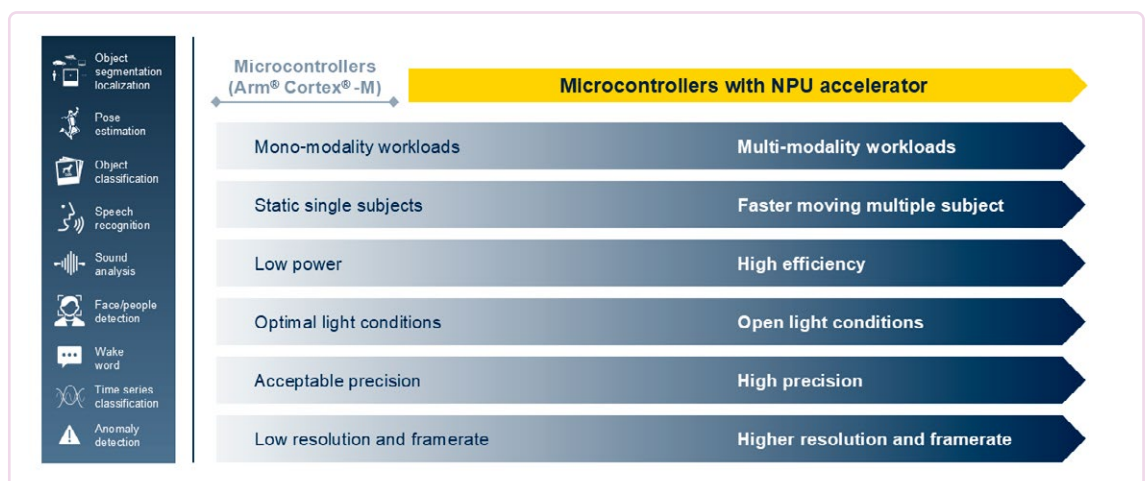 Object
segmentation
localization
Pose
estimation
Object
classification
Speech
recognition
Sound
analysis
Face/people
detection
Wake
word
Time series
classification
Anomaly
detection
Microcontrollers
(Arm® Cortex®-M)
Microcontrollers with NPU accelerator
Mono-modality workloads Multi-modality workloads
Static single subjects Faster moving multiple subject
Low power High efficiency
Optimal light conditions Open light conditions
Acceptable precision High precision
Low resolution and framerate Higher resolution and framerate